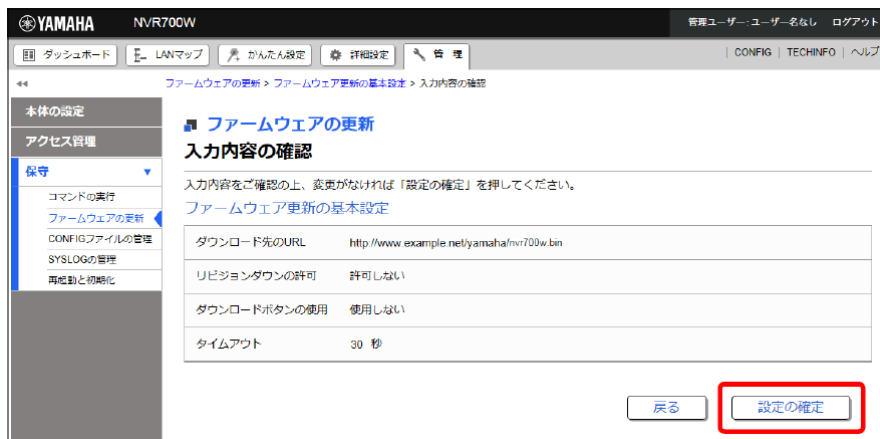 YAMAHA NVR700W 管理ユーザー:ユーザー名なし ログアウト
ダッシュボード LANマップ かんたん設定 詳細設定 管 理 | CONFIG | TECHINFO | ヘルプ
ファームウェアの更新 > ファームウェア更新の基本設定 > 入力内容の確認
本体の設定
アクセス管理
保守
コマンドの実行
ファームウェアの更新
CONFIGファイルの管理
SYSLOGの管理
再起動と初期化
ファームウェアの更新
入力内容の確認
入力内容をご確認の上、変更がなければ「設定の確定」を押してください。
ファームウェア更新の基本設定
ダウンロード先のURL http://www.example.net/yamaha/nvr700w.bin
リビジョンダウンの許可 許可しない
ダウンロードボタンの使用 使用しない
タイムアウト 30 秒
戻る 設定の確定